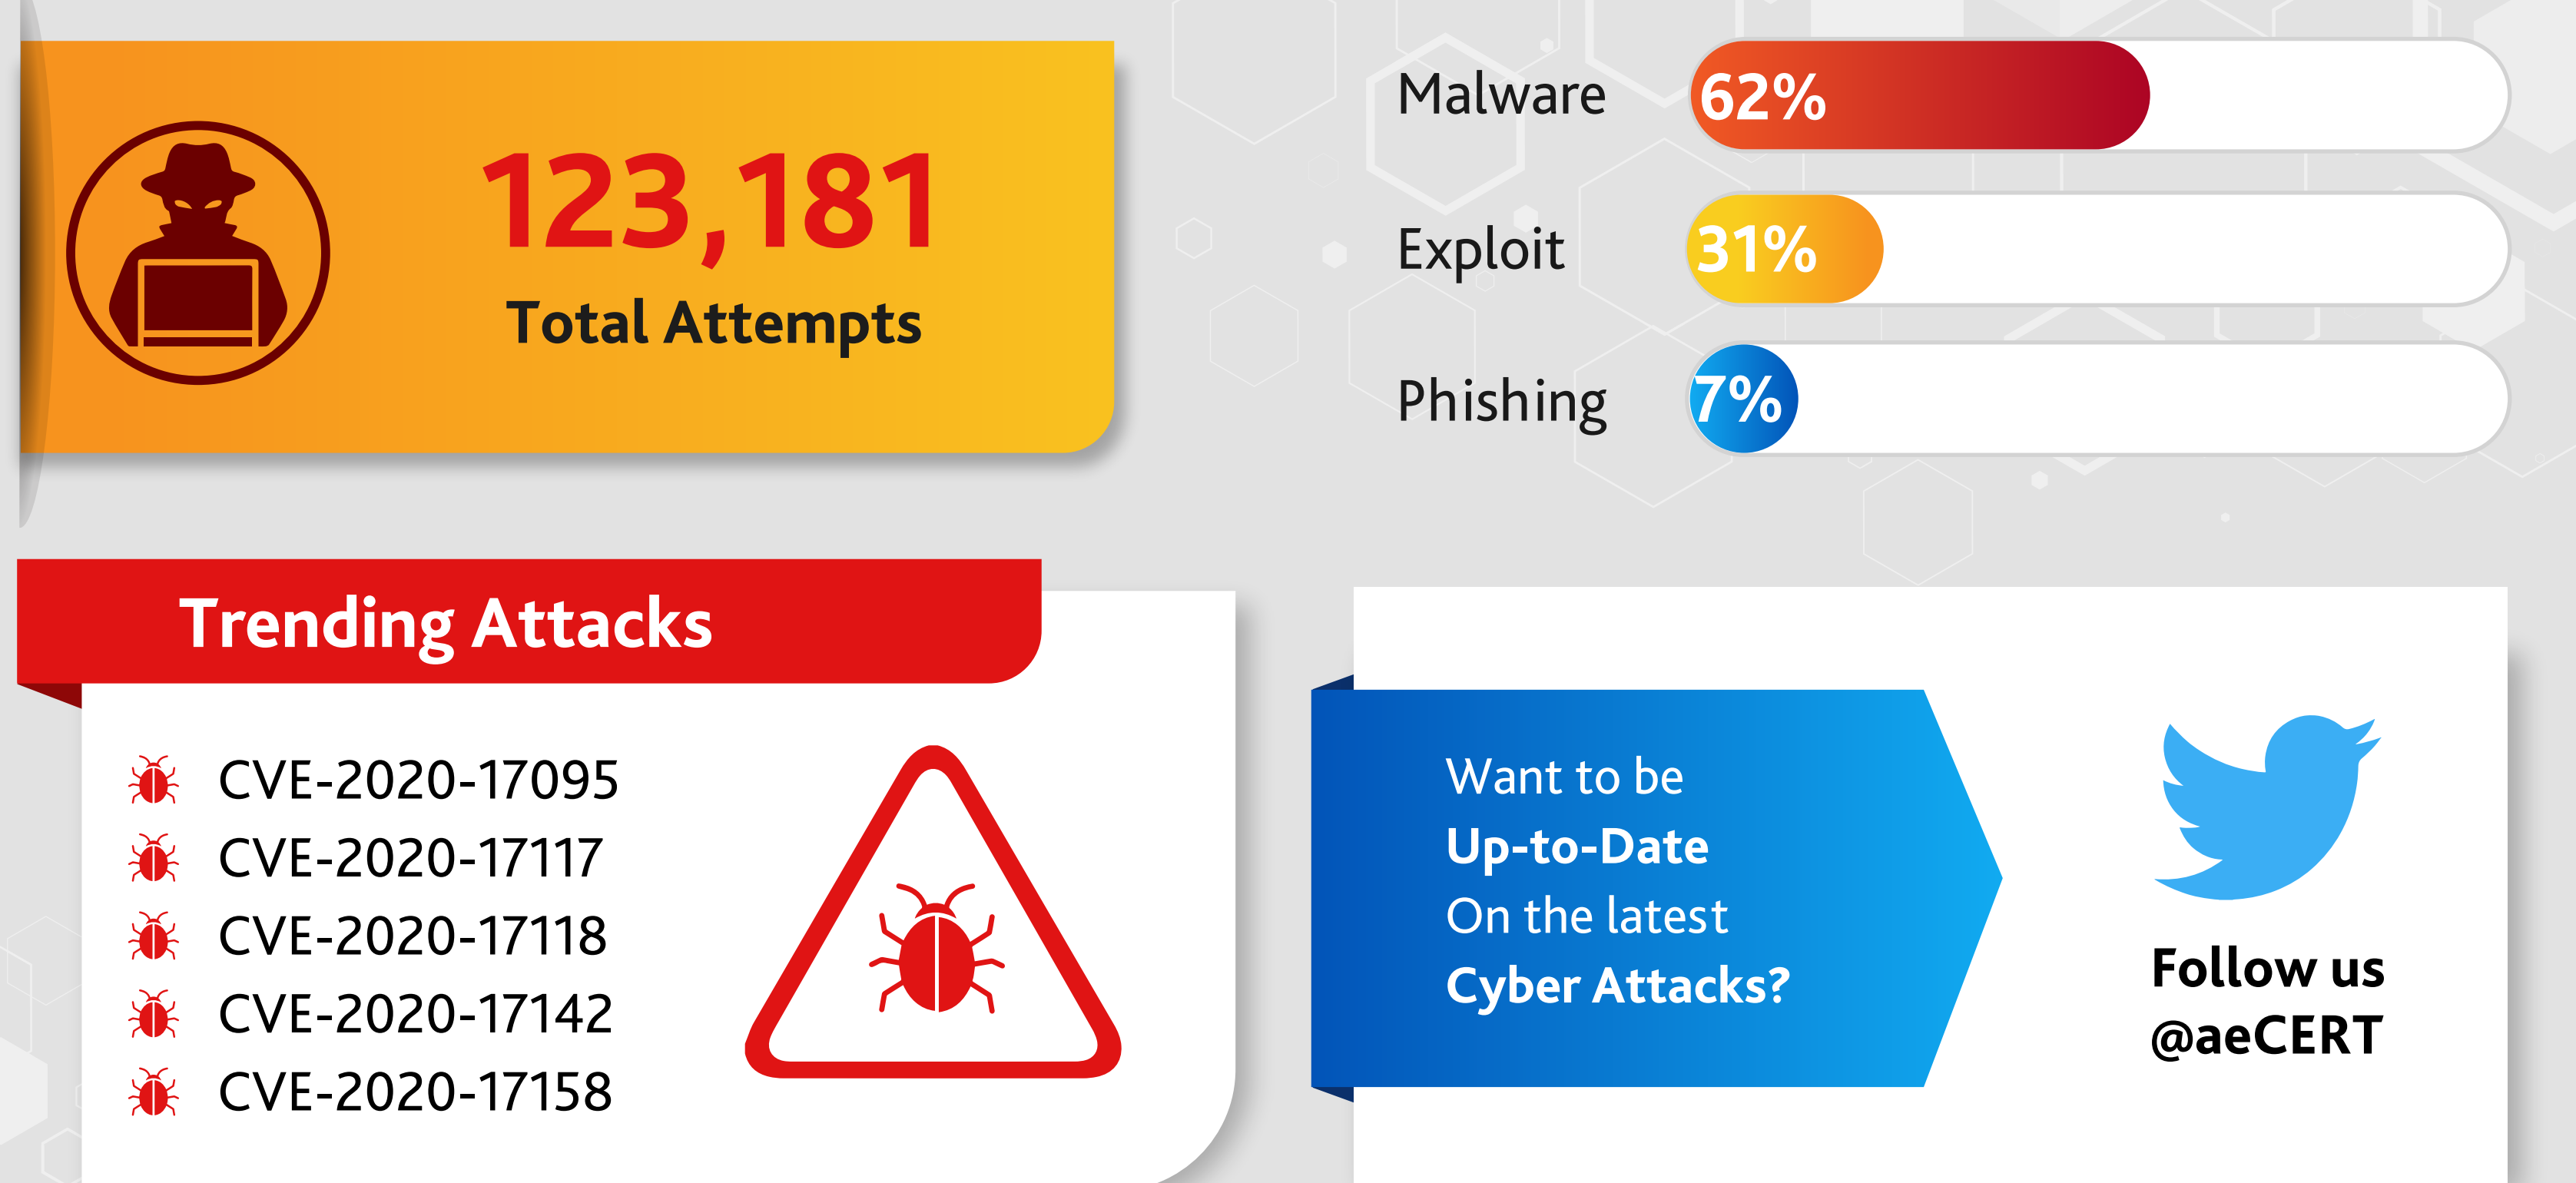 123,181
Total Attempts
Malware
62%
Exploit
31%
Phishing
7%
Trending Attacks
CVE-2020-17095
CVE-2020-17117
CVE-2020-17118
CVE-2020-17142
CVE-2020-17158
Want to be
Up-to-Date
On the latest
Cyber Attacks?
Follow us
@aeCERT